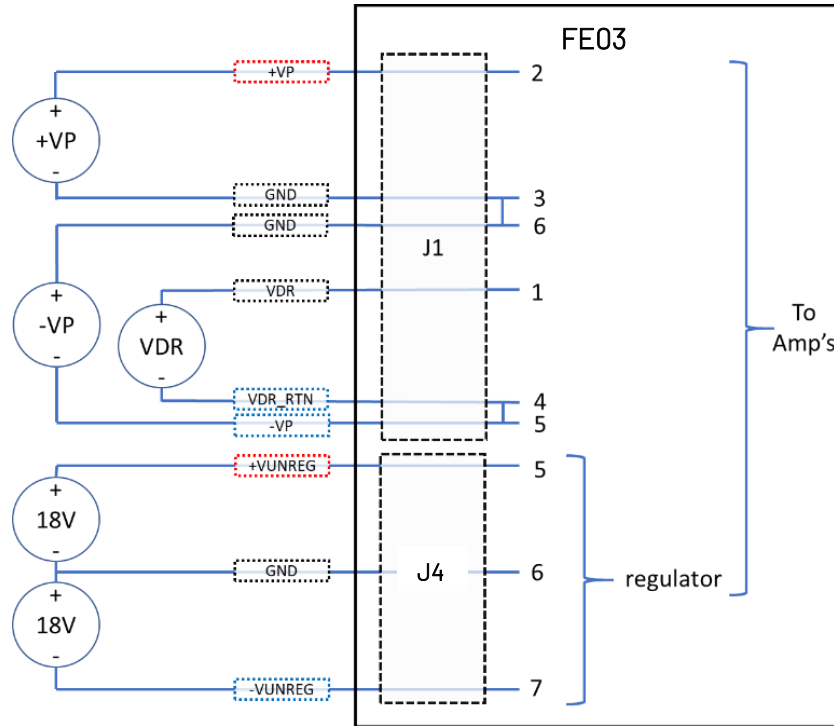 FE03
+VP
2
+
+VP
-
GND
3
GND
6
J1
+
-VP
-
VDR
1
+
VDR
-
VDR_RTN
4
-VP
5
To
Amp's
+VUNREG
5
+
18V
-
GND
6
J4
regulator
+
18V
-
-VUNREG
7